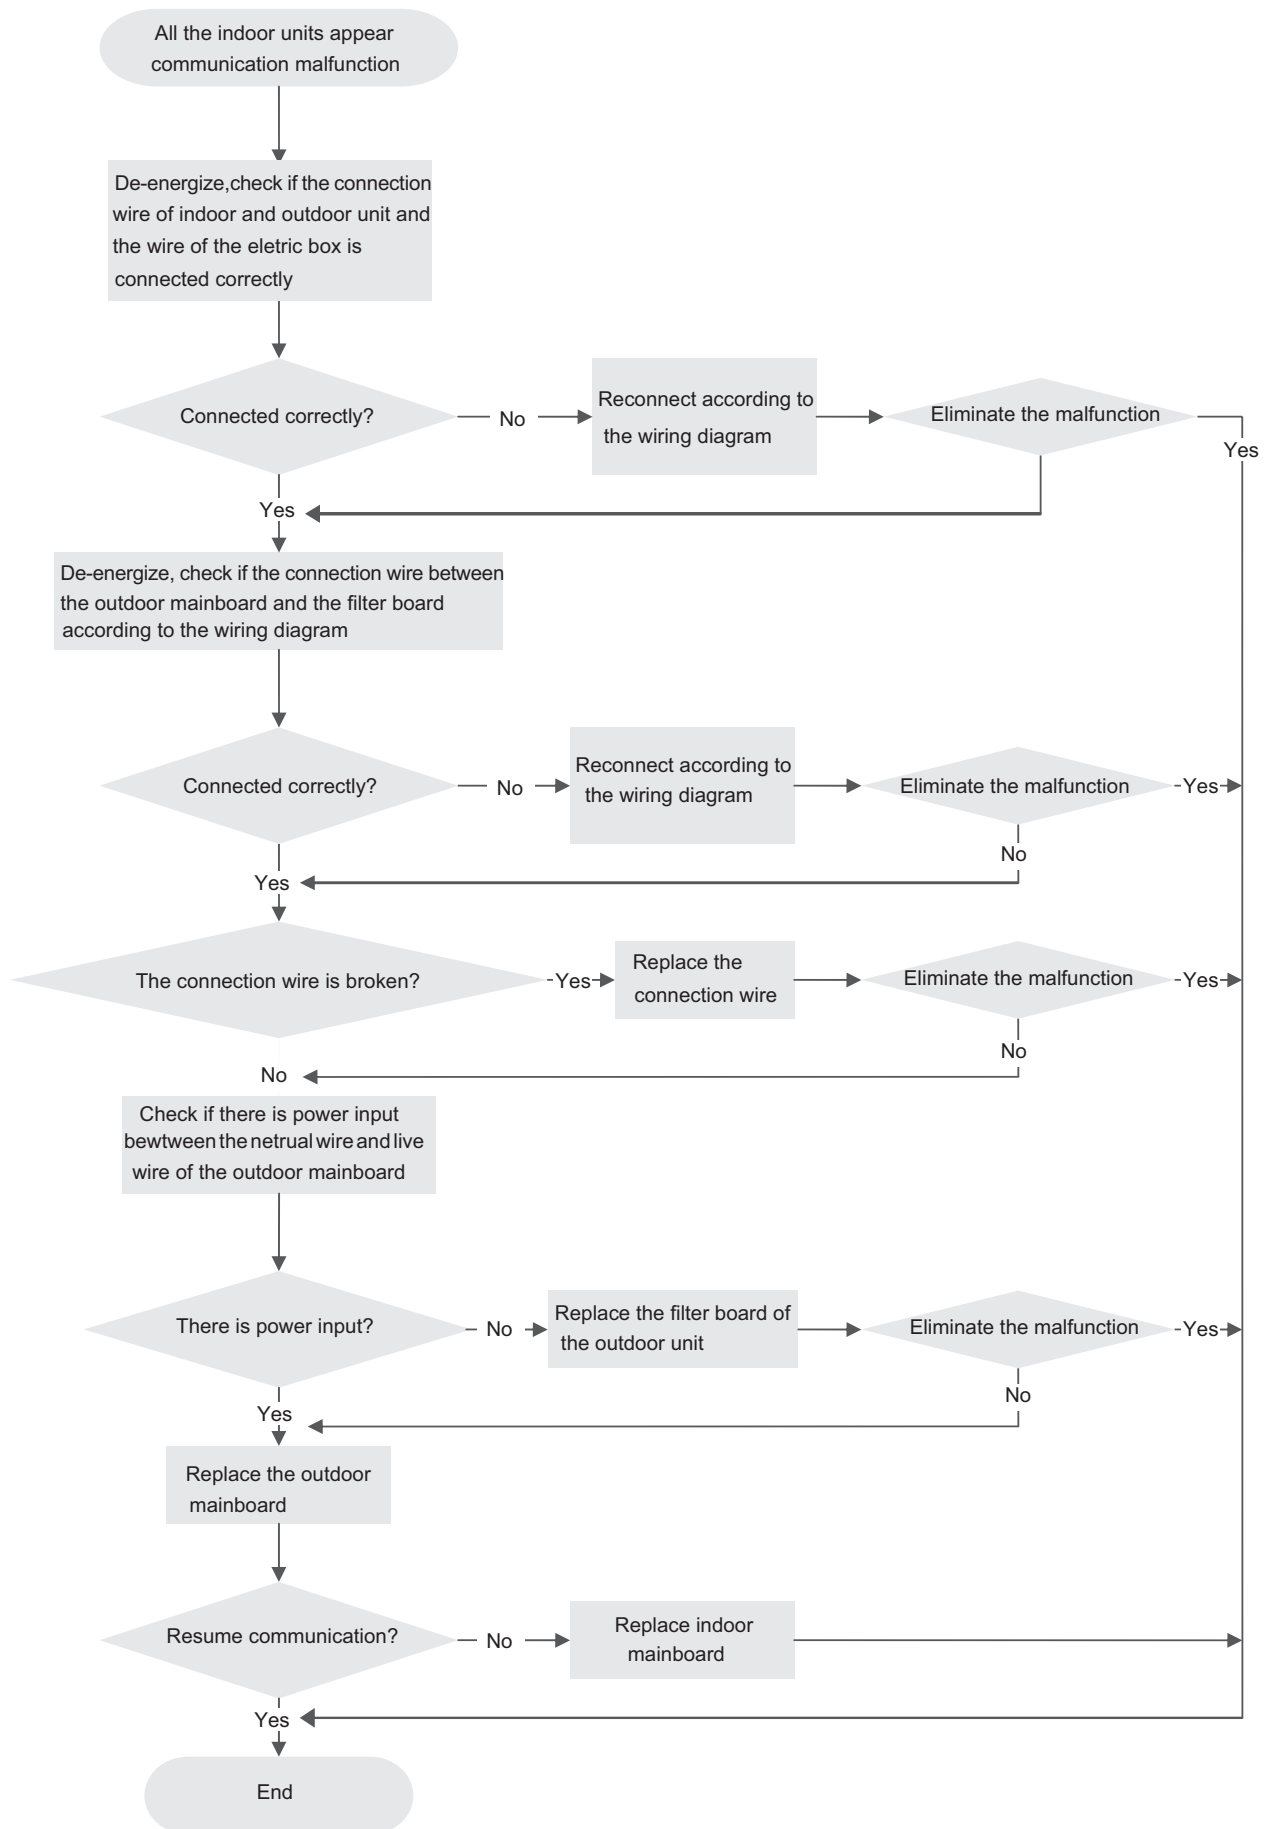 All the indoor units appear
communication malfunction
De-energize,check if the connection
wire of indoor and outdoor unit and
the wire of the eletric box is
connected correctly
Connected correctly?
No
Reconnect according to
the wiring diagram
Eliminate the malfunction
Yes
Yes
De-energize, check if the connection wire between
the outdoor mainboard and the filter board
according to the wiring diagram
Connected correctly?
No
Reconnect according to
the wiring diagram
Eliminate the malfunction
Yes
No
Yes
The connection wire is broken?
Yes
Replace the
connection wire
Eliminate the malfunction
Yes
No
No
Check if there is power input
bewtween the netrual wire and live
wire of the outdoor mainboard
There is power input?
No
Replace the filter board of
the outdoor unit
Eliminate the malfunction
Yes
No
Yes
Replace the outdoor
mainboard
Resume communication?
No
Replace indoor
mainboard
Yes
End